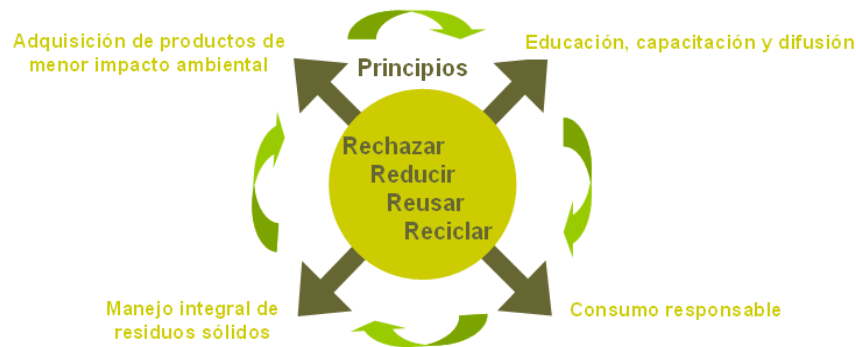 Adquisición de productos de
menor impacto ambiental
Educación, capacitación y difusión
Principios
Rechazar
Reducir
Reusar
Reciclar
Manejo integral de
residuos sólidos
Consumo responsable